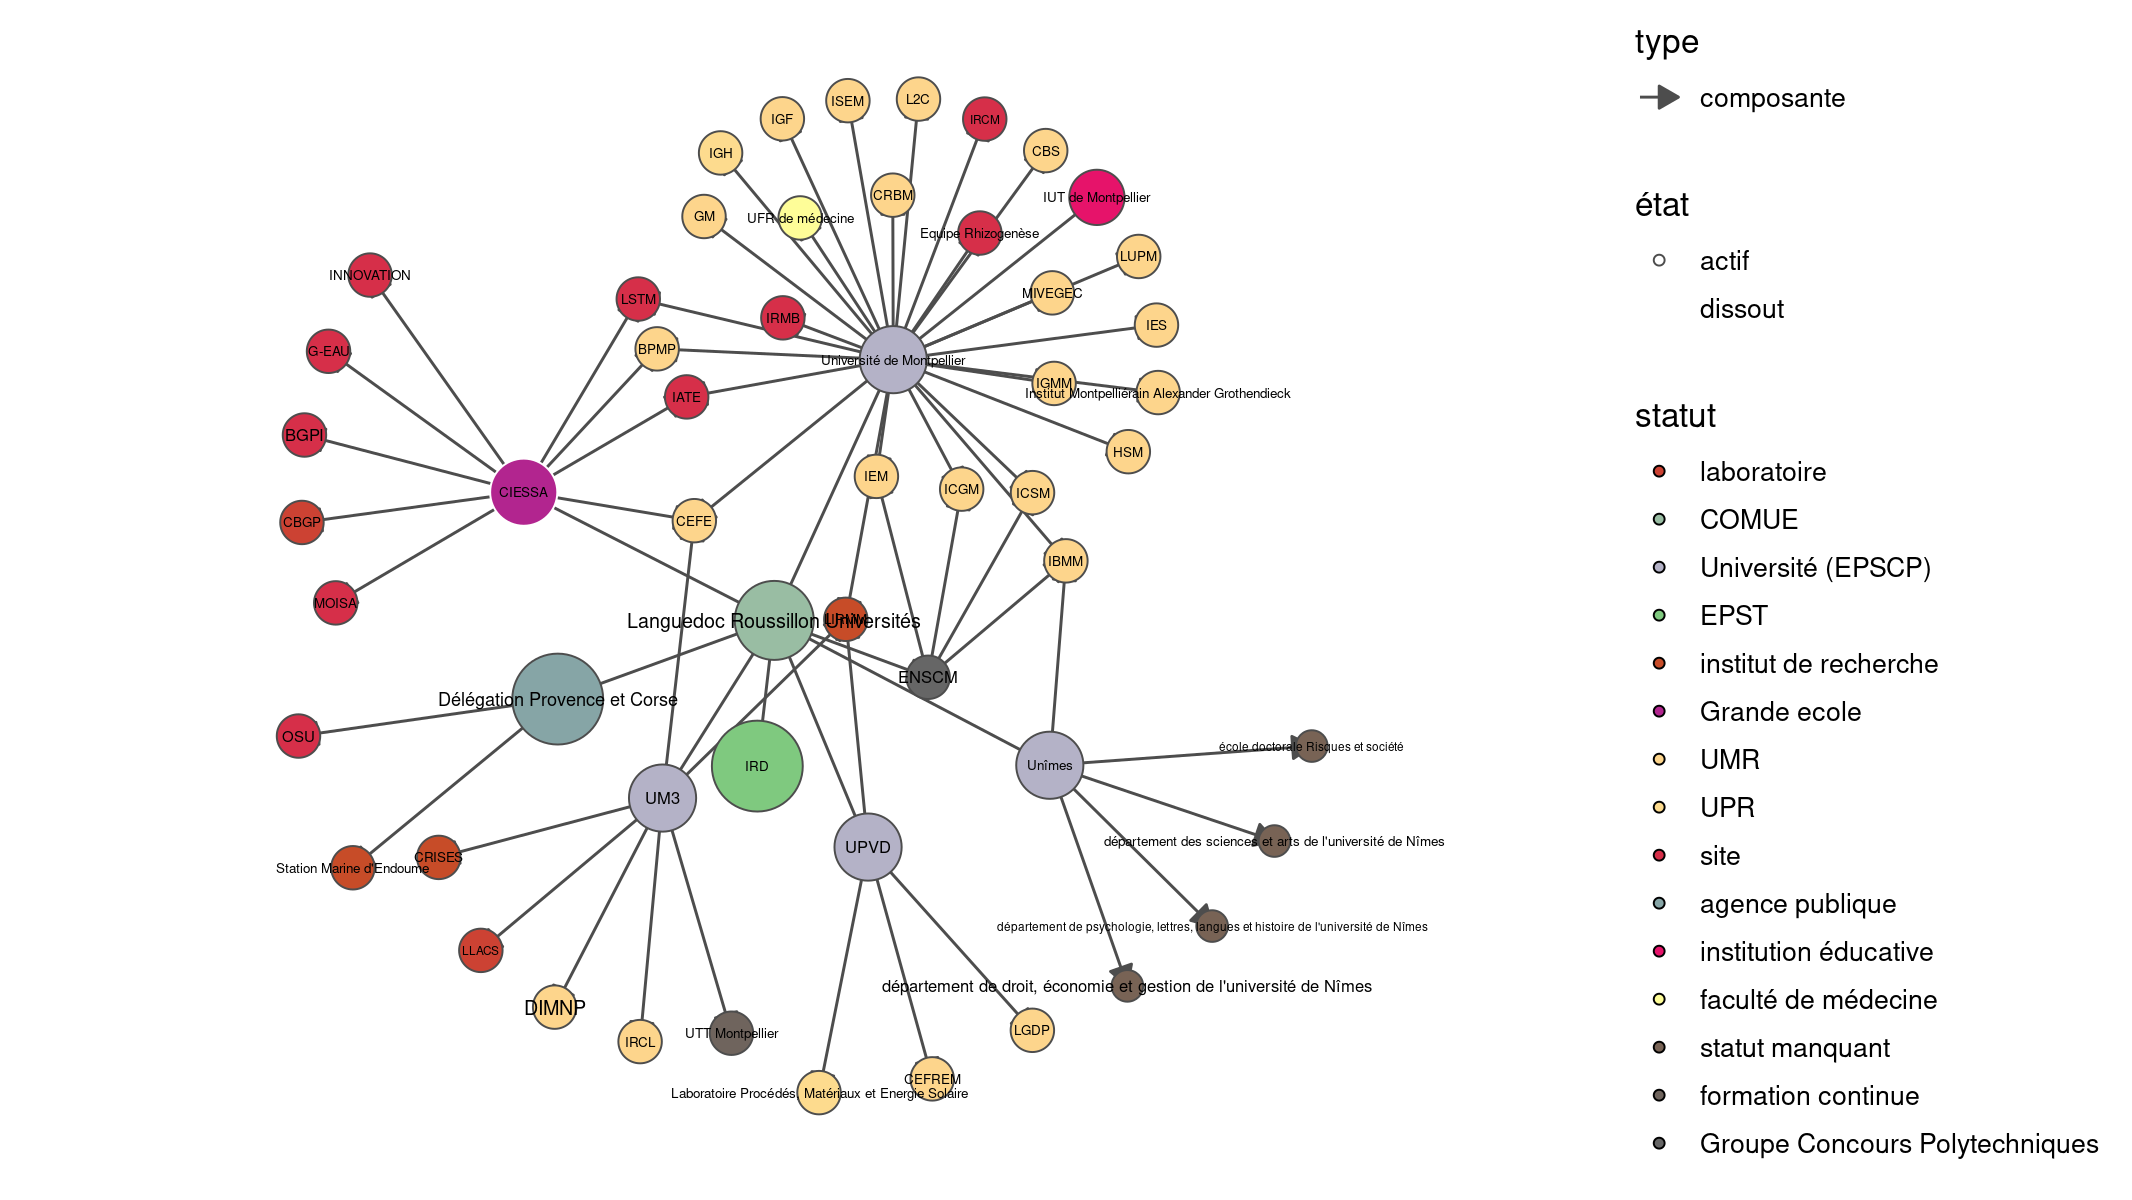 ISEM
L2C
IGF
IRCM
IGH
CBS
CRBM
IUT de Montpellier
GM
UFR de médecine
Equipe Rhizogenèse
LUPM
INNOVATION
MIVEGEC
LSTM
IRMB
IES
G-EAU
BPMP
Université de Montpellier
IGMM
Institut Montpelliérain Alexander Grothendieck
IATE
BGPI
HSM
IEM
ICGM
ICSM
CIESSA
CBGP
CEFE
IBMM
MOISA
Languedoc Roussillon Universités
ENSCM
Délégation Provence et Corse
OSU
IRD
Unîmes
école doctorale Risques et société
UM3
département des sciences et arts de l'université de Nîmes
UPVD
CRISES
Station Marine d'Endoume
département de psychologie, lettres, langues et histoire de l'université de Nîmes
LLACS
département de droit, économie et gestion de l'université de Nîmes
DIMNP
LGDP
UTT Montpellier
IRCL
CEFREM
Laboratoire Procédés, Matériaux et Energie Solaire
type
composante
état
actif
dissout
statut
laboratoire
COMUE
Université (EPSCP)
EPST
institut de recherche
Grande ecole
UMR
UPR
site
agence publique
institution éducative
faculté de médecine
statut manquant
formation continue
Groupe Concours Polytechniques